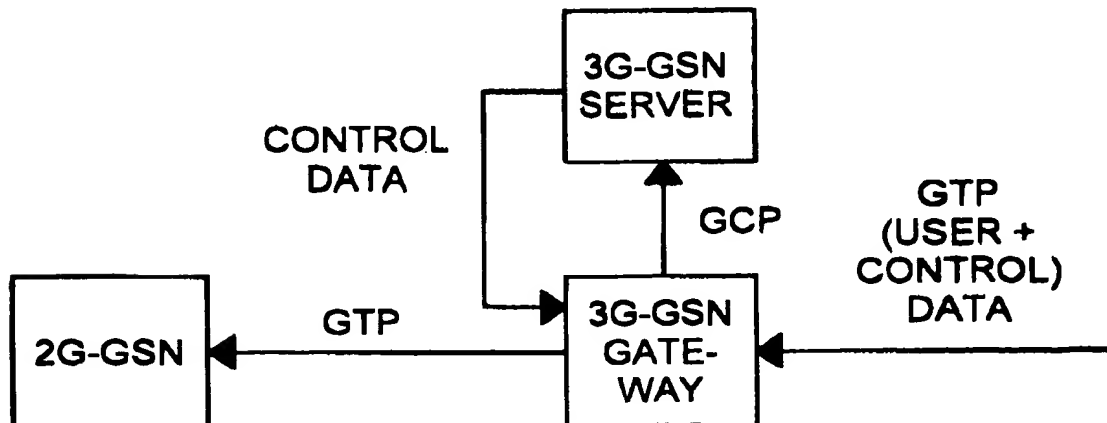 3G-GSN
SERVER
CONTROL
DATA
GCP
GTP
(USER +
CONTROL)
DATA
2G-GSN
GTP
3G-GSN
GATE-
WAY